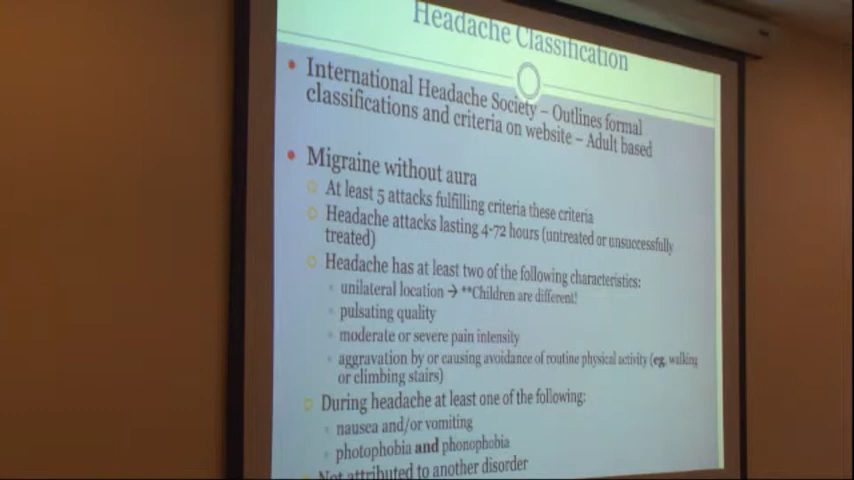 Headache Classification
International Headache Society – Outlines formal
classifications and criteria on website – Adult based
Migraine without aura
At least 5 attacks fulfilling criteria these criteria
Headache attacks lasting 4-72 hours (untreated or unsuccessfully
treated)
Headache has at least two of the following characteristics:
unilateral location → **Children are different!
pulsating quality
moderate or severe pain intensity
aggravation by or causing avoidance of routine physical activity (eg, walking
or climbing stairs)
During headache at least one of the following:
nausea and/or vomiting
photophobia and phonophobia
Not attributed to another disorder